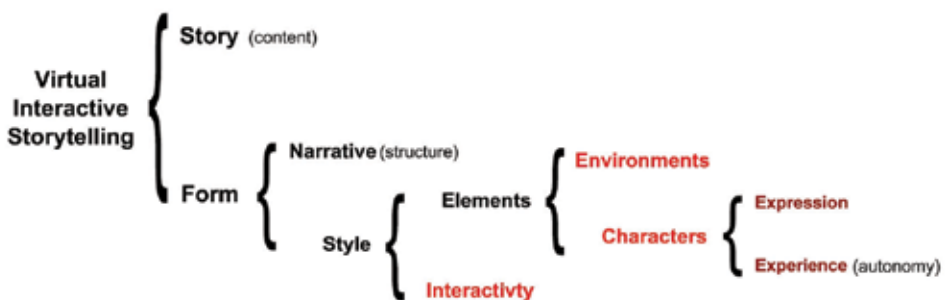 Story (content)
Virtual
Interactive
Storytelling
Narrative (structure)
Form
Style
Elements
Interactivty
Environments
Characters
Expression
Experience (autonomy)